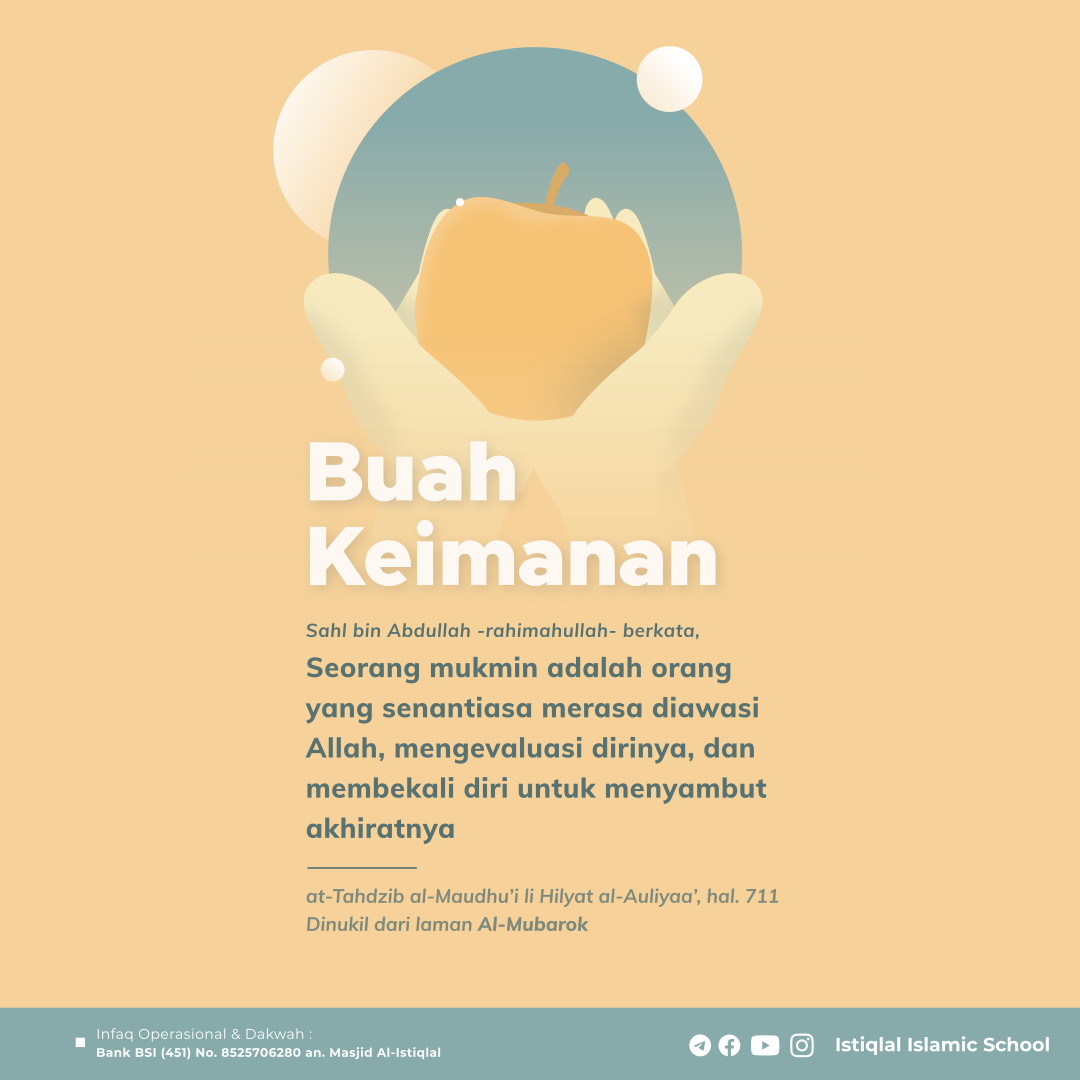 Buah
Keimanan
Sahl bin Abdullah -rahimahullah- berkata,
Seorang mukmin adalah orang
yang senantiasa merasa diawasi
Allah, mengevaluasi dirinya, dan
membekali diri untuk menyambut
akhiratnya
at-Tahdzib al-Maudhu’i li Hilyat al-Auliyaa’, hal. 711
Dinukil dari laman Al-Mubarok
Infaq Operasional & Dakwah :
Bank BSI (451) No. 8525706280 an. Masjid Al-Istiqlal
Istiqlal Islamic School